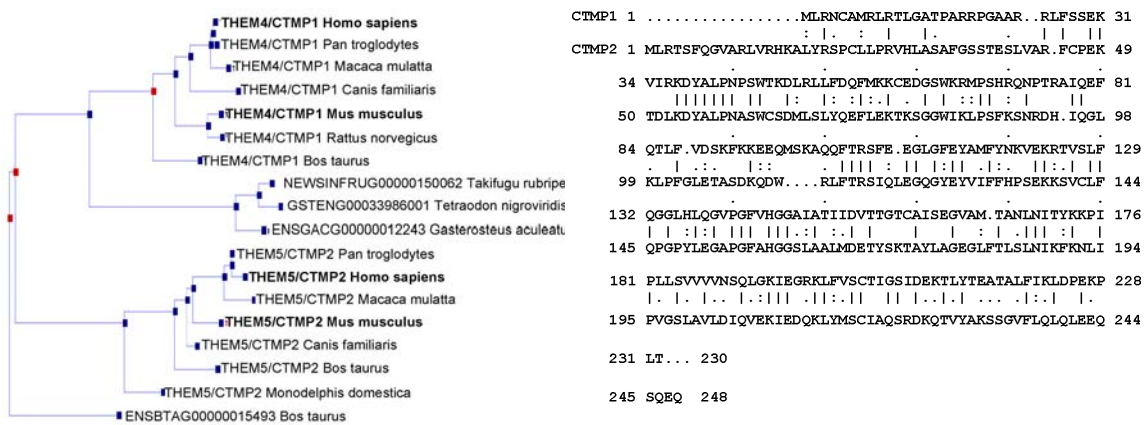 THEM4/CTMP1 Homo sapiens
THEM4/CTMP1 Pan troglodytes
THEM4/CTMP1 Macaca mulatta
THEM4/CTMP1 Canis familiaris
THEM4/CTMP1 Mus musculus
THEM4/CTMP1 Rattus norvegicus
THEM4/CTMP1 Bos taurus
NEWSINFRUG00000150062 Takifugu rubripe
GSTENG00033986001 Tetraodon nigroviridis
ENSGACG00000012243 Gasterosteus aculeatu
THEM5/CTMP2 Pan troglodytes
THEM5/CTMP2 Homo sapiens
THEM5/CTMP2 Macaca mulatta
THEM5/CTMP2 Mus musculus
THEM5/CTMP2 Canis familiaris
THEM5/CTMP2 Bos taurus
THEM5/CTMP2 Monodelphis domestica
ENSBTAG00000015493 Bos taurus
CTMP1 1 .................MLRNCAMRLRTLGATPARRPGAAR..RLFSSEK 31
CTMP2 1 MLRTSFQGVARLVRHKALYRSPCLLPRVHLASAFGSSTESLVAR.FCPEK 49
34 VIRKDYALPNPSWTKDLRLLFDQFMKKCEDGSWKRMPSHRQNPTRAIQEF 81
50 TDLKDYALPNASWCSDMLSLYQEFLEKTKSGGWIKLPSFKSNRDH.IQGL 98
84 QTLF.VDSKFKKEEQMSKAQQFTRSFE.EGLGFEYAMFYNKVEKRTVSLF 129
99 KLPFGLETASDKQDW....RLFTRSIQLEGQGYEYVIFFHPSEKKSVCLF 144
132 QGGLHLQGVPGFVHGGAIATIIDVTTGTCAISEGVAM.TANLNITYKKPI 176
145 QPGPYLEGAPGFAHGGSLAALMDETYSKTAYLAGEGLFTLSLNIKFKNLI 194
181 PLLSVVVVNSQLGKIEGRKLFVSCTIGSIDEKTLYTEATALFIKLDPEKP 228
195 PVGSLAVLDIQVEKIEDQKLYMSCIAQSRDKQTVYAKSSGVFLQLQLEEQ 244
231 LT... 230
245 SQEQ 248